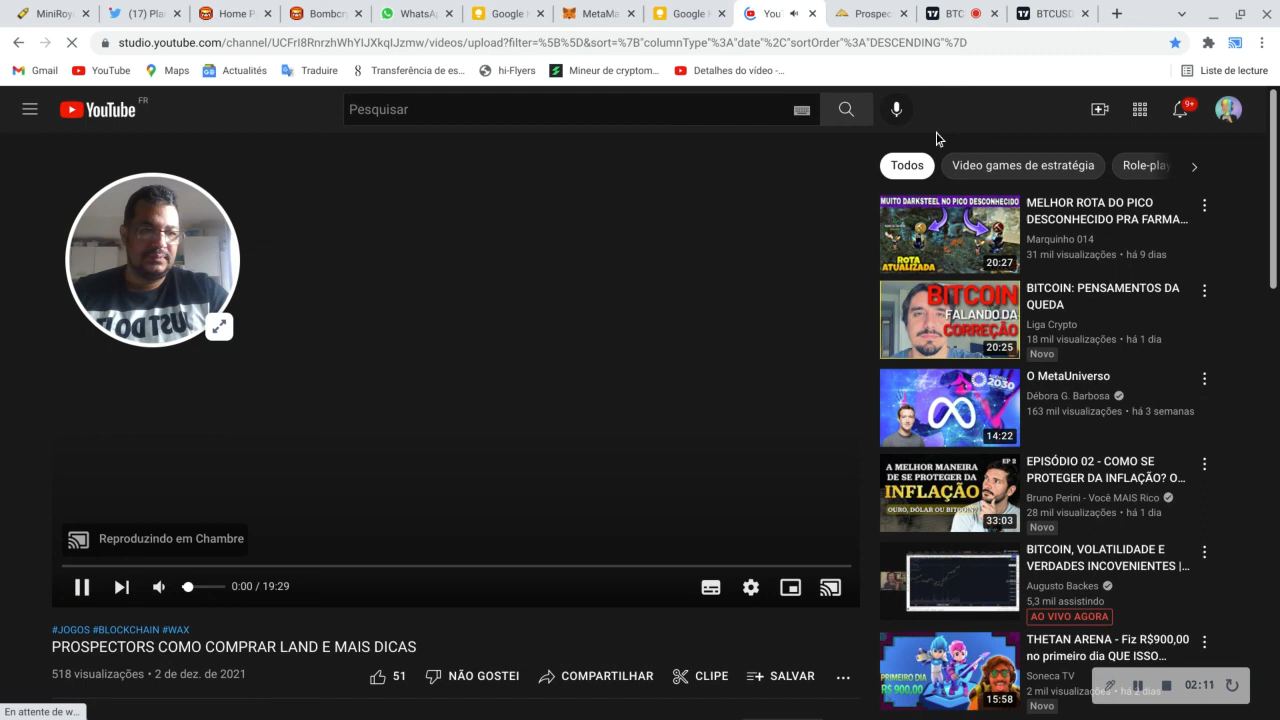 MiniRoy
(2) Pla
Home P
Bombcr
WhatsA
Google
MetaMa
Google
You
Prospec
BTC
BTCUSD
studio.youtube.com/channel/UCFrI8RnrzhWhYIJXkqIJzmw/videos/upload?filter=%5B%5D&sort=%7B"columnType"%3A"date"%2C"sortOrder"%3A"DESCENDING"%7D
Gmail
YouTube
Maps
Actualités
Traduire
Transferência de es...
hi-Flyers
Mineur de cryptom...
Detalhes do vídeo -...
Liste de lecture
YouTube FR
Pesquisar
9+
Todos
Video games de estratégia
Role-play
JUST DO IT
MUITO DARKSTEEL NO PICO DESCONHECIDO
ROTA
ATUALIZADA
20:27
MELHOR ROTA DO PICO
DESCONHECIDO PRA FARMA...
Marquinho 014
31 mil visualizações • há 9 dias
BITCOIN
FALANDO DA
CORREÇÃO
20:25
BITCOIN: PENSAMENTOS DA
QUEDA
Liga Crypto
18 mil visualizações • há 1 dia
Novo
2030
14:22
O MetaUniverso
Débora G. Barbosa
163 mil visualizações • há 3 semanas
EP 2
A MELHOR MANEIRA
DE SE PROTEGER DA
INFLAÇÃO
OURO, DÓLAR OU BITCOIN?
33:03
EPISÓDIO 02 - COMO SE
PROTEGER DA INFLAÇÃO? O...
Bruno Perini - Você MAIS Rico
28 mil visualizações • há 1 dia
Novo
BITCOIN, VOLATILIDADE E
VERDADES INCOVENIENTES |...
Augusto Backes
5,3 mil assistindo
AO VIVO AGORA
PRIMEIRO DIA
R$ 900,00
15:58
THETAN ARENA - Fiz R$900,00
no primeiro dia QUE ISSO...
Soneca TV
2 mil visualizações • há 2 dias
Novo
Reproduzindo em Chambre
0:00 / 19:29
#JOGOS #BLOCKCHAIN #WAX
PROSPECTORS COMO COMPRAR LAND E MAIS DICAS
518 visualizações • 2 de dez. de 2021
51
NÃO GOSTEI
COMPARTILHAR
CLIPE
SALVAR
02:11
En attente de w...